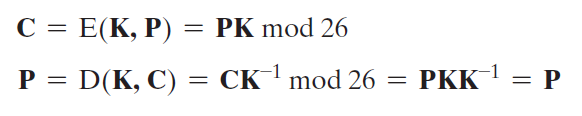 C = E(K, P) = PK mod 26
P = D(K, C) = CK⁻¹ mod 26 = PKK⁻¹ = P